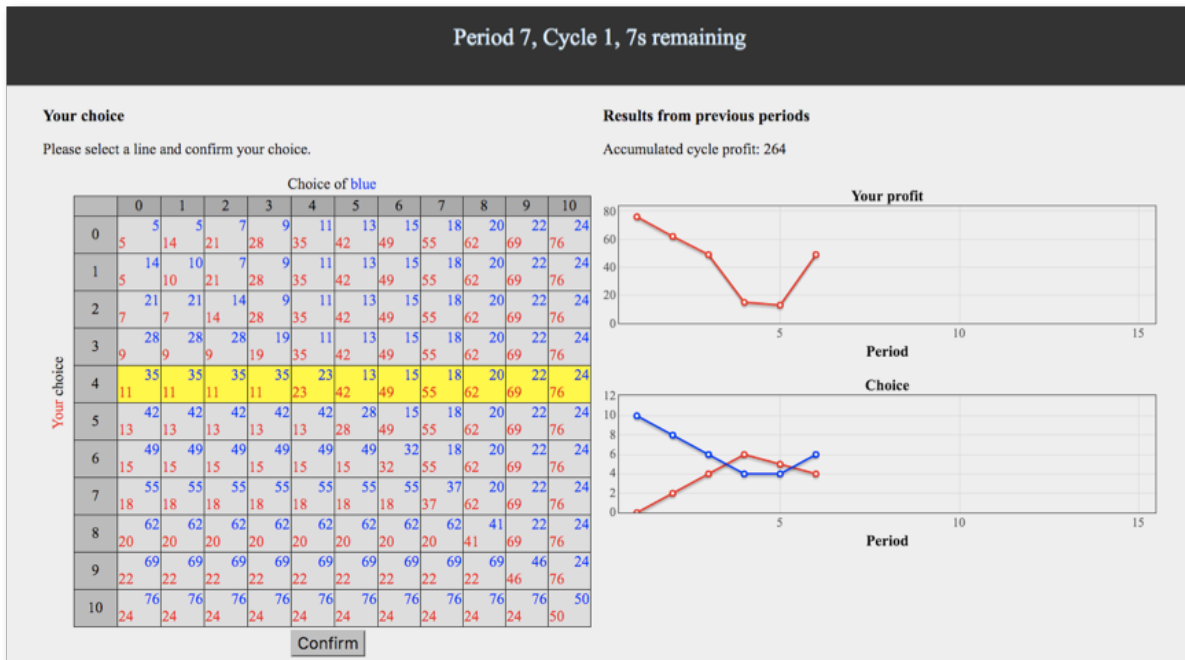 Period 7, Cycle 1, 7s remaining
Your choice
Please select a line and confirm your choice.
Choice of blue
0 1 2 3 4 5 6 7 8 9 10
Your choice
5 5 7 9 11 13 15 18 20 22 24
0
5 14 21 28 35 42 49 55 62 69 76
14 10 7 9 11 13 15 18 20 22 24
1
5 10 21 28 35 42 49 55 62 69 76
21 21 14 9 11 13 15 18 20 22 24
2
7 7 14 28 35 42 49 55 62 69 76
28 28 28 19 11 13 15 18 20 22 24
3
9 9 9 19 35 42 49 55 62 69 76
35 35 35 35 23 13 15 18 20 22 24
4
11 11 11 11 23 42 49 55 62 69 76
42 42 42 42 42 28 15 18 20 22 24
5
13 13 13 13 13 28 49 55 62 69 76
49 49 49 49 49 49 32 18 20 22 24
6
15 15 15 15 15 15 32 55 62 69 76
55 55 55 55 55 55 55 37 20 22 24
7
18 18 18 18 18 18 18 37 62 69 76
62 62 62 62 62 62 62 62 41 22 24
8
20 20 20 20 20 20 20 20 41 69 76
69 69 69 69 69 69 69 69 69 46 24
9
22 22 22 22 22 22 22 22 22 46 76
76 76 76 76 76 76 76 76 76 76 50
10
24 24 24 24 24 24 24 24 24 24 50
Confirm
Results from previous periods
Accumulated cycle profit: 264
Your profit
80
60
40
20
0
5 10 15
Period
Choice
12
10
8
6
4
2
0
5 10 15
Period